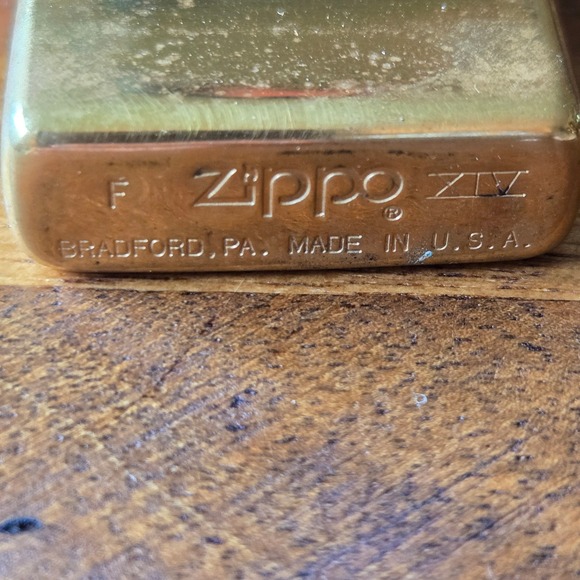 F Zippo® XIV
BRADFORD, PA. MADE IN U.S.A.